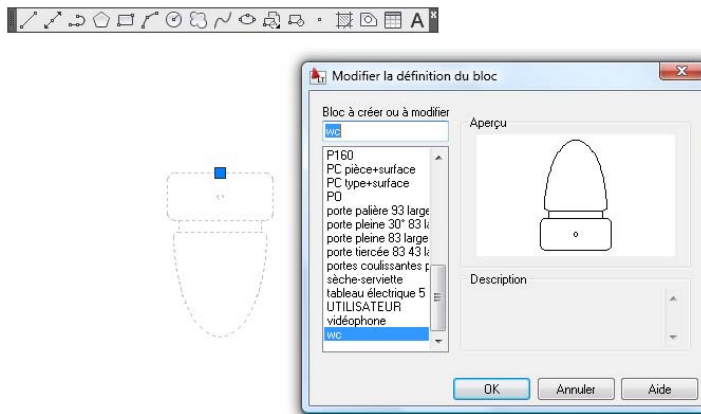 A
Modifier la définition du bloc
Bloc à créer ou à modifier
wc
P160
PC pièce+surface
PC type+surface
PO
porte palière 93 large
porte pleine 30° 83 la
porte pleine 83 large
porte tiercée 83 43 la
portes coulissantes p
sèche-serviette
tableau électrique 5
UTILISATEUR
vidéophone
wc
Aperçu
Description
OK
Annuler
Aide